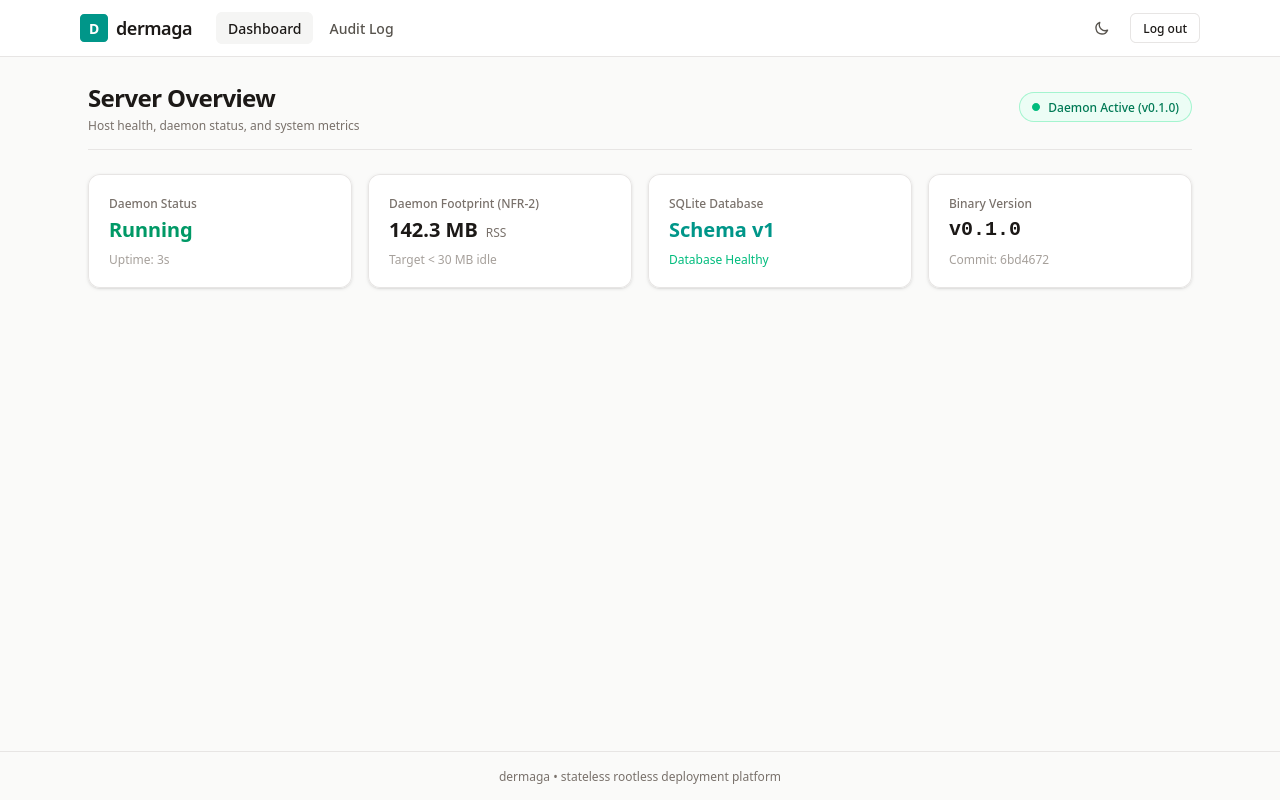 D dermaga Dashboard Audit Log Log out
Server Overview
Host health, daemon status, and system metrics
Daemon Active (v0.1.0)
Daemon Status
Running
Uptime: 3s
Daemon Footprint (NFR-2)
142.3 MB RSS
Target < 30 MB idle
SQLite Database
Schema v1
Database Healthy
Binary Version
v0.1.0
Commit: 6bd4672
dermaga • stateless rootless deployment platform